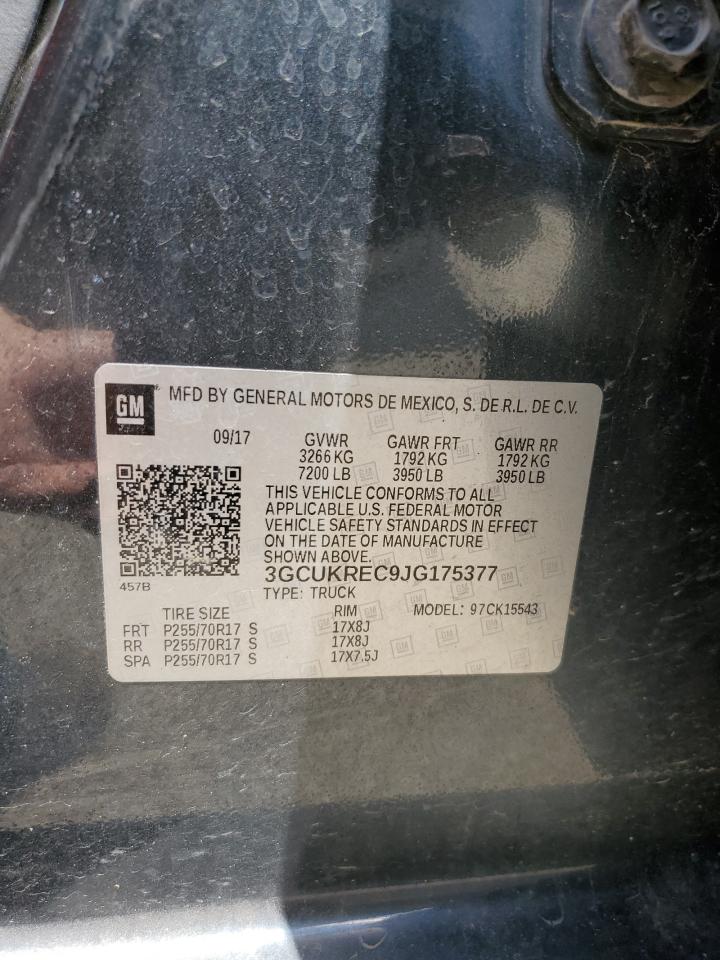 GM
MFD BY GENERAL MOTORS DE MEXICO, S. DE R.L. DE C.V.
09/17 GVWR GAWR FRT GAWR RR
3266 KG 1792 KG 1792 KG
7200 LB 3950 LB 3950 LB
THIS VEHICLE CONFORMS TO ALL
APPLICABLE U.S. FEDERAL MOTOR
VEHICLE SAFETY STANDARDS IN EFFECT
ON THE DATE OF MANUFACTURE
SHOWN ABOVE.
457B 3GCUKREC9JG175377
TYPE: TRUCK
TIRE SIZE RIM MODEL: 97CK15543
FRT P255/70R17 S 17X8J
RR P255/70R17 S 17X8J
SPA P255/70R17 S 17X7.5J